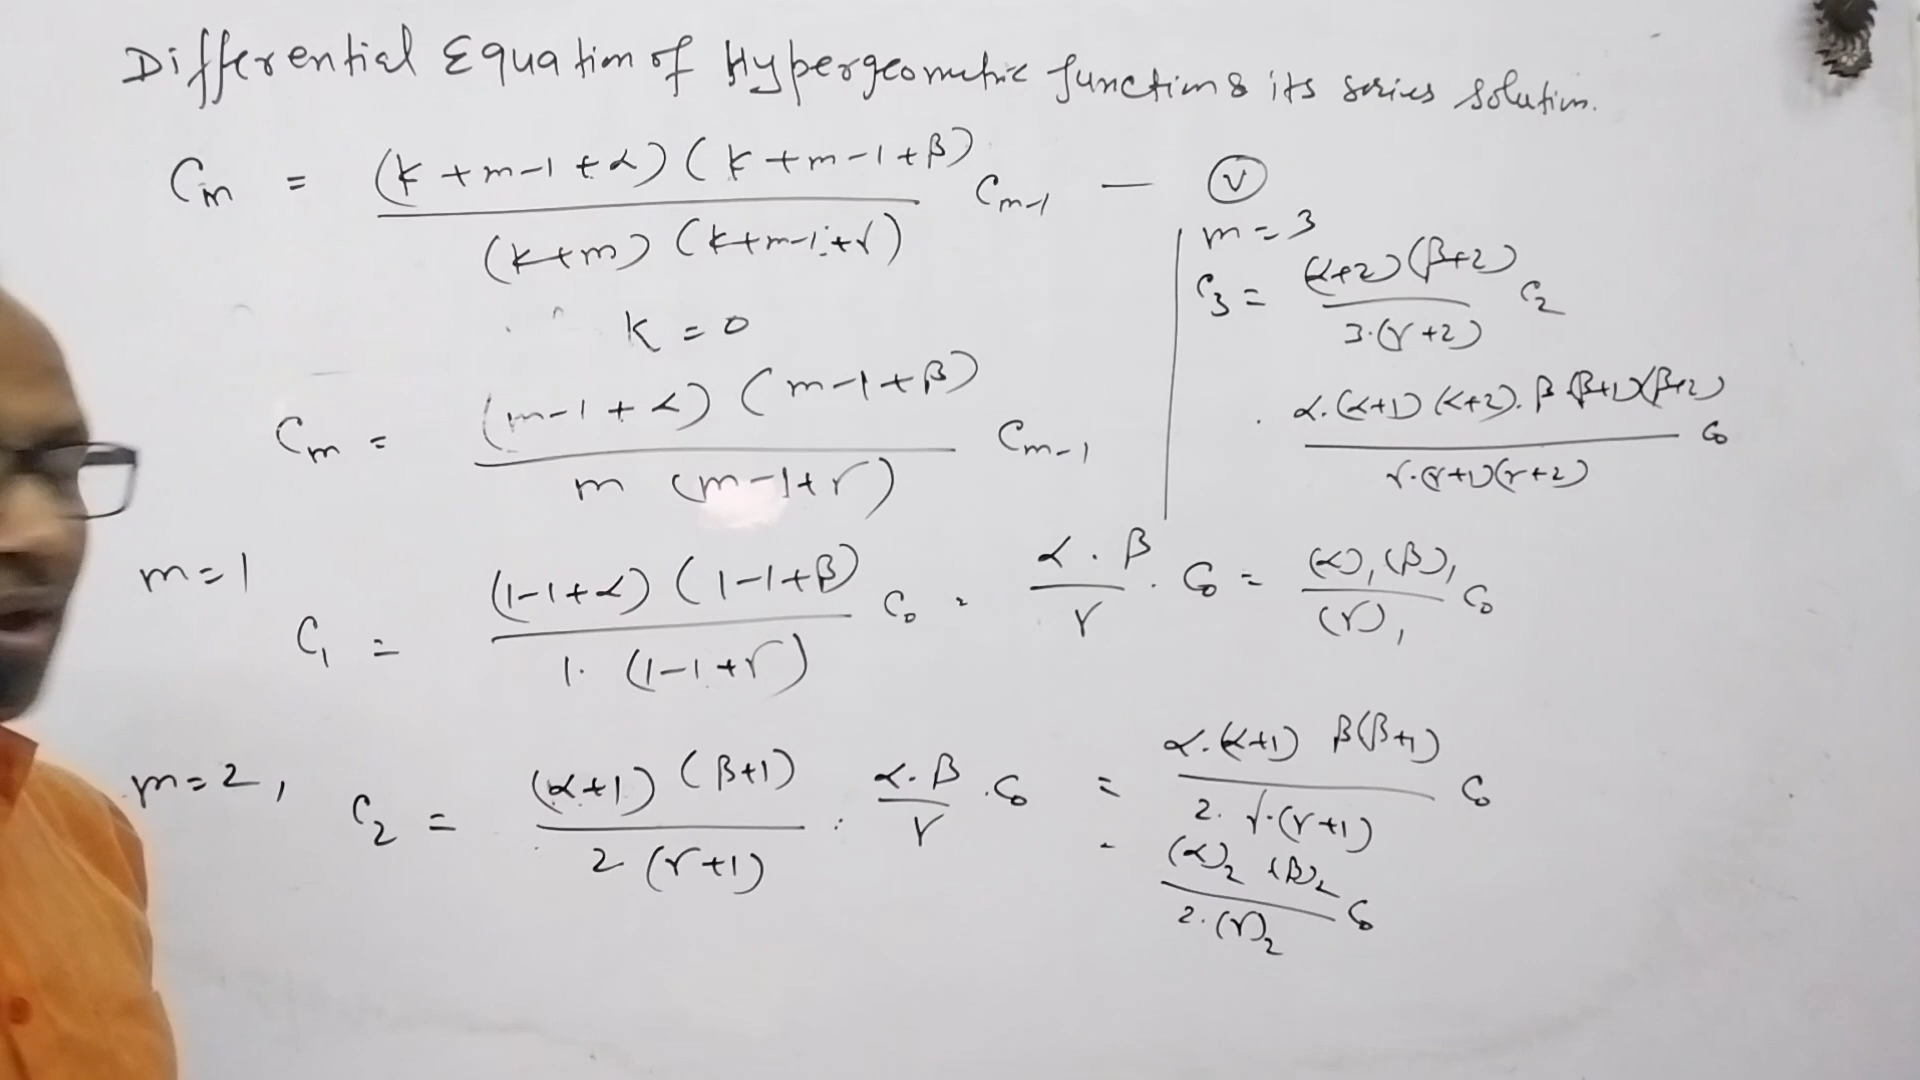 Differential Equation of Hypergeometric functions & its series solution.
Cm = (k+m-1+α)(k+m-1+β) / (k+m)(k+m-1+γ) Cm-1 — (V)
k = 0
Cm = (m-1+α)(m-1+β) / m(m-1+γ) Cm-1
m=1
C1 = (1-1+α)(1-1+β) / 1.(1-1+γ) C0 = α.β / γ . C0 = (α)1 (β)1 / (γ)1 C0
m=2, C2 = (α+1)(β+1) / 2(γ+1) . α.β / γ . C0 = α.(α+1) β(β+1) / 2.γ.(γ+1) C0
= (α)2 (β)2 / 2.(γ)2 C0
m=3
C3 = (α+2)(β+2) / 3.(γ+2) C2
. α.(α+1)(α+2).β(β+1)(β+2) / γ.(γ+1)(γ+2) C0